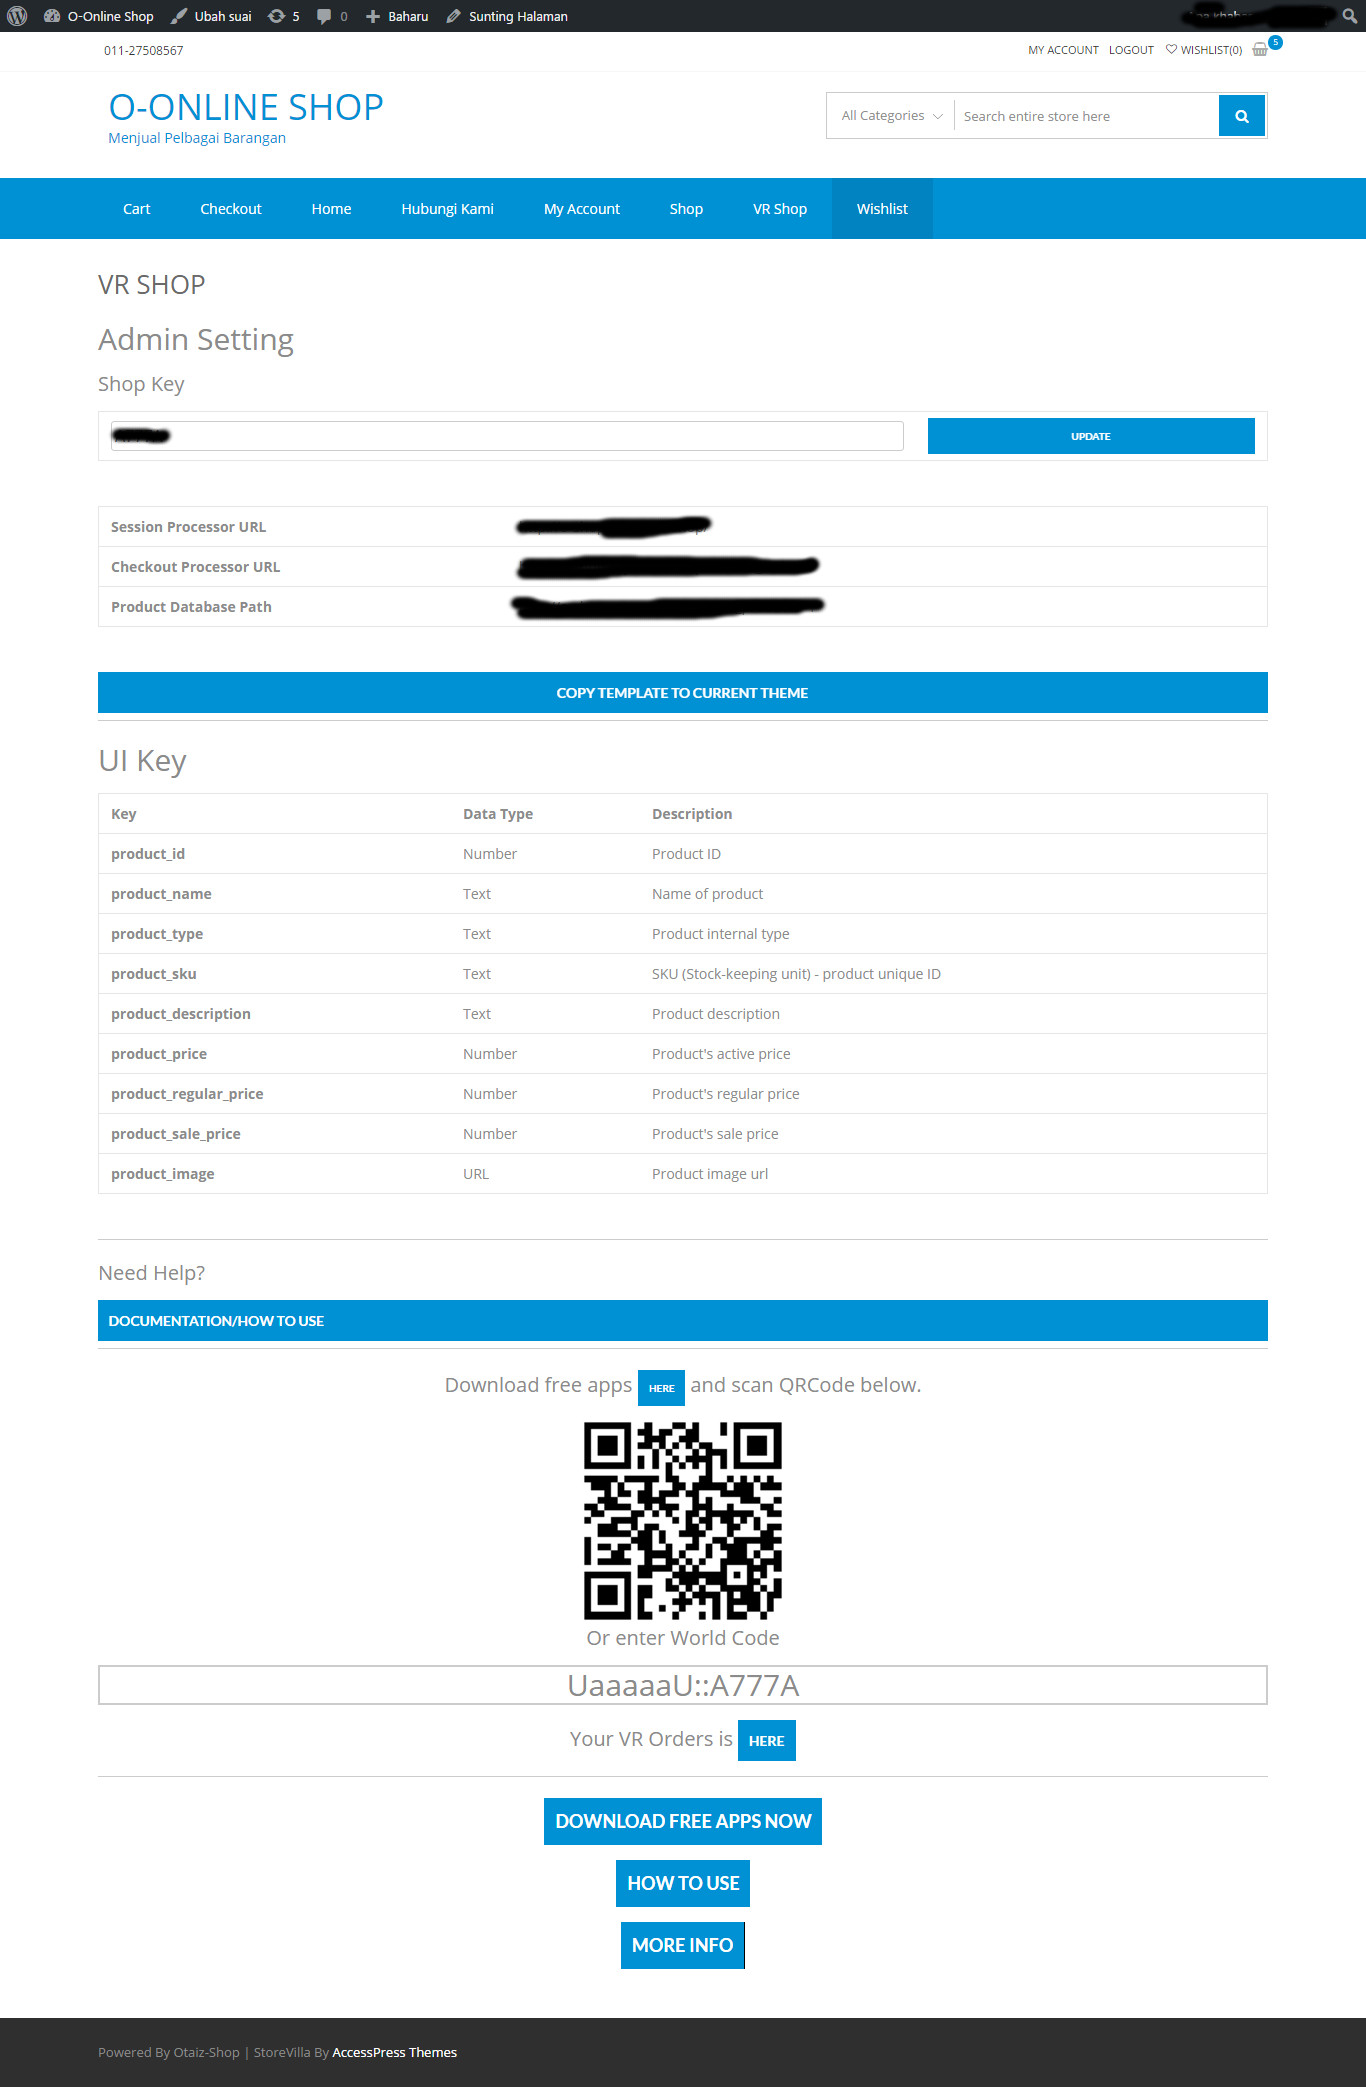 O-Online Shop Ubah suai 5 0 Baharu Sunting Halaman
011-27508567 MY ACCOUNT LOGOUT WISHLIST(0) 5
O-ONLINE SHOP
Menjual Pelbagai Barangan
All Categories Search entire store here
Cart Checkout Home Hubungi Kami My Account Shop VR Shop Wishlist
VR SHOP
Admin Setting
Shop Key
UPDATE
Session Processor URL
Checkout Processor URL
Product Database Path
COPY TEMPLATE TO CURRENT THEME
UI Key
Key Data Type Description
product_id Number Product ID
product_name Text Name of product
product_type Text Product internal type
product_sku Text SKU (Stock-keeping unit) - product unique ID
product_description Text Product description
product_price Number Product's active price
product_regular_price Number Product's regular price
product_sale_price Number Product's sale price
product_image URL Product image url
Need Help?
DOCUMENTATION/HOW TO USE
Download free apps HERE and scan QRCode below.
Or enter World Code
UaaaaaU::A777A
Your VR Orders is HERE
DOWNLOAD FREE APPS NOW
HOW TO USE
MORE INFO
Powered By Otaiz-Shop | StoreVilla By AccessPress Themes